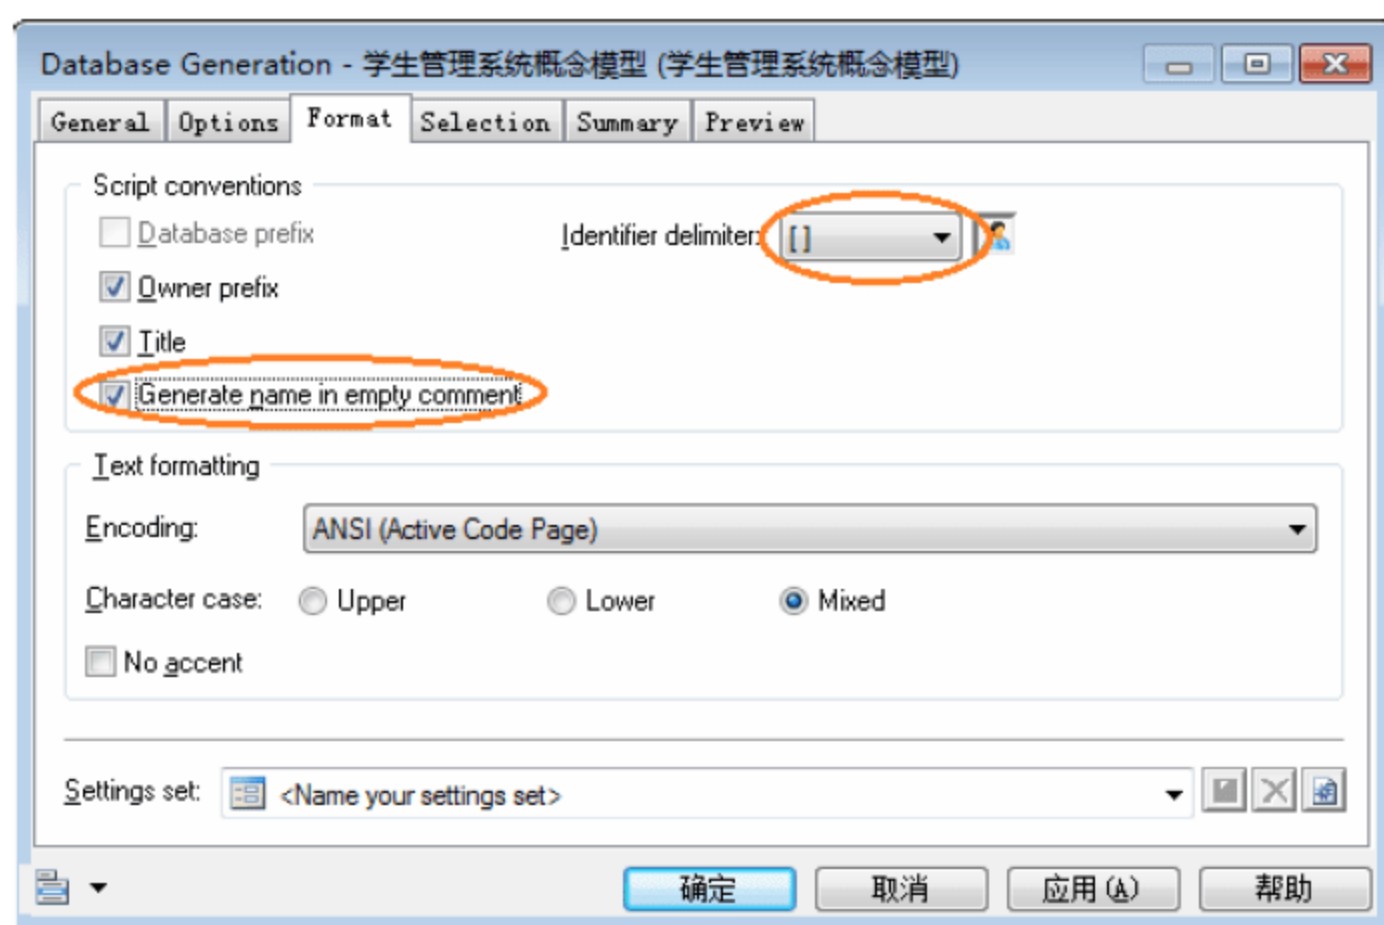 Database Generation - 学生管理系统概念模型 (学生管理系统概念模型)
General Options Format Selection Summary Preview
Script conventions
Database prefix Identifier delimiter: [ ]
Owner prefix
Title
Generate name in empty comment
Text formatting
Encoding: ANSI (Active Code Page)
Character case: Upper Lower Mixed
No accent
Settings set: <Name your settings set>
确定 取消 应用(A) 帮助